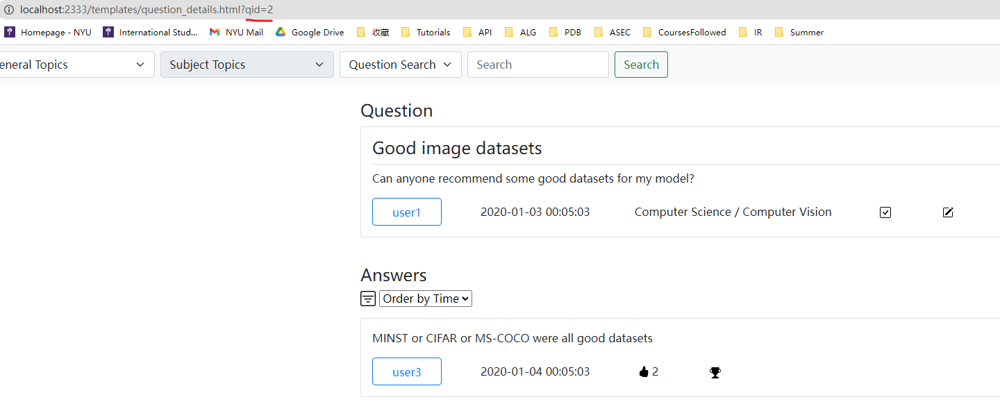 localhost:2333/templates/question_details.html?qid=2
Homepage - NYU International Stud... NYU Mail Google Drive 收藏 Tutorials API ALG PDB ASEC CoursesFollowed IR Summer
eneral Topics Subject Topics Question Search Search Search
Question
Good image datasets
Can anyone recommend some good datasets for my model?
user1 2020-01-03 00:05:03 Computer Science / Computer Vision
Answers
Order by Time
MINST or CIFAR or MS-COCO were all good datasets
user3 2020-01-04 00:05:03 2